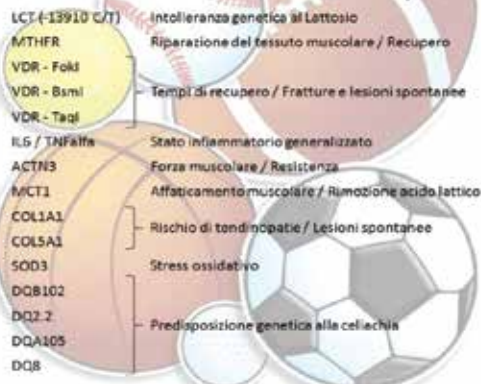 LCT (-13910 C/T) Intolleranza genetica al Lattosio
MTHFR Riparazione del tessuto muscolare / Recupero
VDR - FokI
VDR - BsmI Tempi di recupero / Fratture e lesioni spontanee
VDR - TaqI
IL6 / TNFalfa Stato infiammatorio generalizzato
ACTN3 Forza muscolare / Resistenza
MCT1 Affaticamento muscolare / Rimozione acido lattico
COL1A1
Rischio di tendinopatie / Lesioni spontanee
COL5A1
SOD3 Stress ossidativo
DQB102
DQ2.2
Predisposizione genetica alla celiachia
DQA105
DQ8